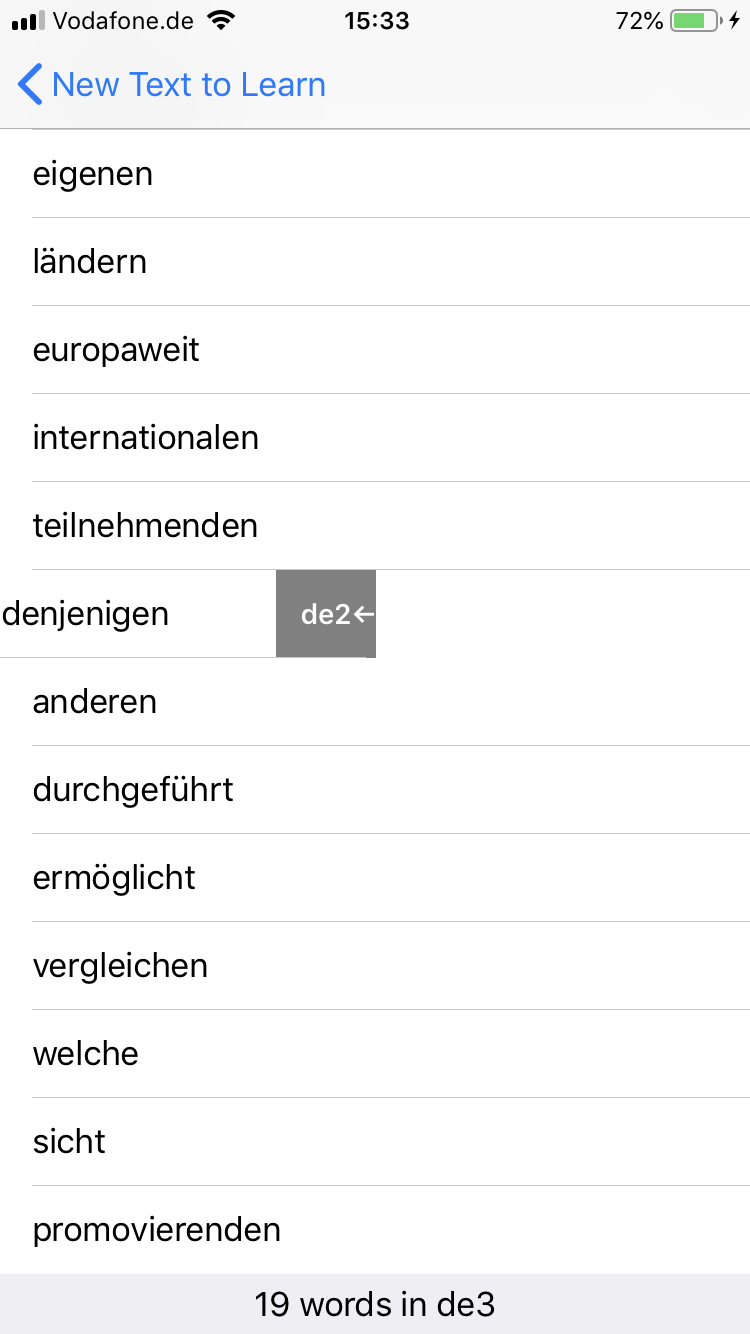 Vodafone.de 15:33 72%
New Text to Learn
eigenen
ländern
europaweit
internationalen
teilnehmenden
denjenigen de2←
anderen
durchgeführt
ermöglicht
vergleichen
welche
sicht
promovierenden
19 words in de3